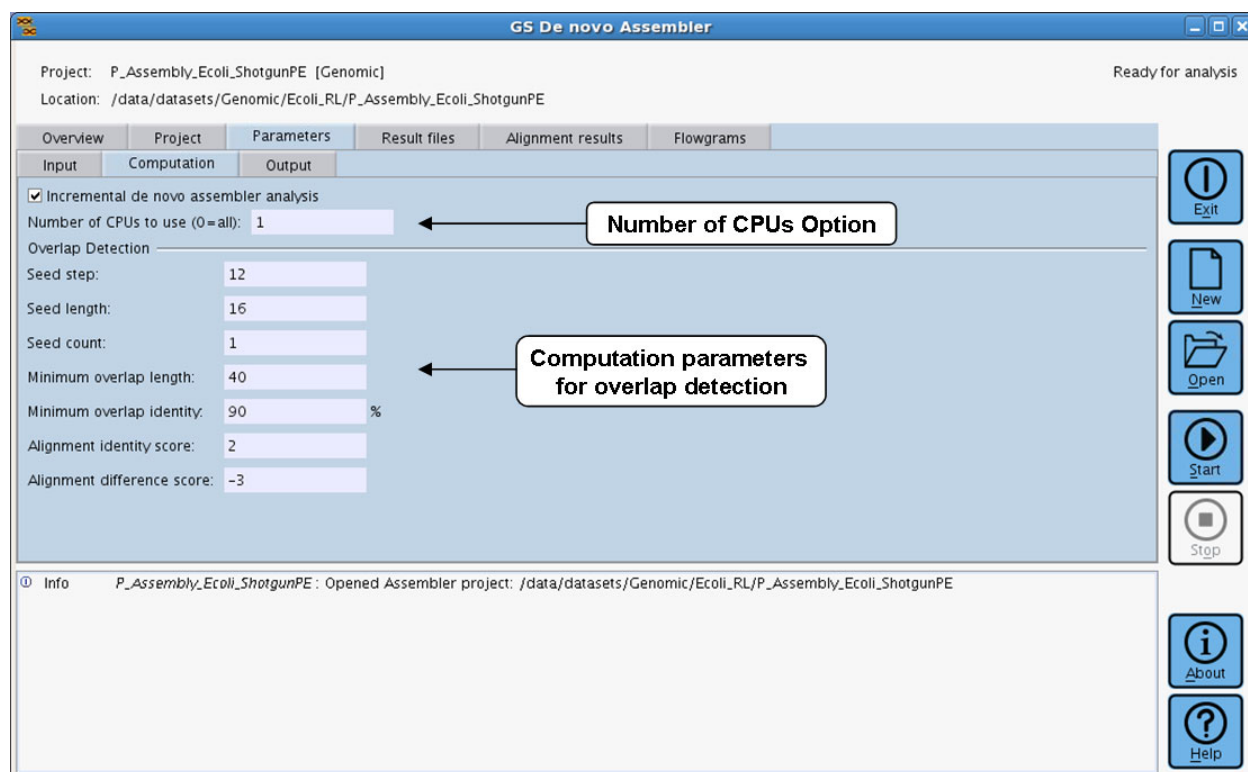 GS De novo Assembler
Project: P_Assembly_Ecoli_ShotgunPE [Genomic]
Ready for analysis
Location: /data/datasets/Genomic/Ecoli_RL/P_Assembly_Ecoli_ShotgunPE
Overview Project Parameters Result files Alignment results Flowgrams
Input Computation Output
Incremental de novo assembler analysis
Number of CPUs to use (0=all): 1
Number of CPUs Option
Overlap Detection
Seed step: 12
Seed length: 16
Seed count: 1
Minimum overlap length: 40
Minimum overlap identity: 90 %
Alignment identity score: 2
Alignment difference score: -3
Computation parameters
for overlap detection
Exit
New
Open
Start
Stop
Info P_Assembly_Ecoli_ShotgunPE : Opened Assembler project: /data/datasets/Genomic/Ecoli_RL/P_Assembly_Ecoli_ShotgunPE
About
Help